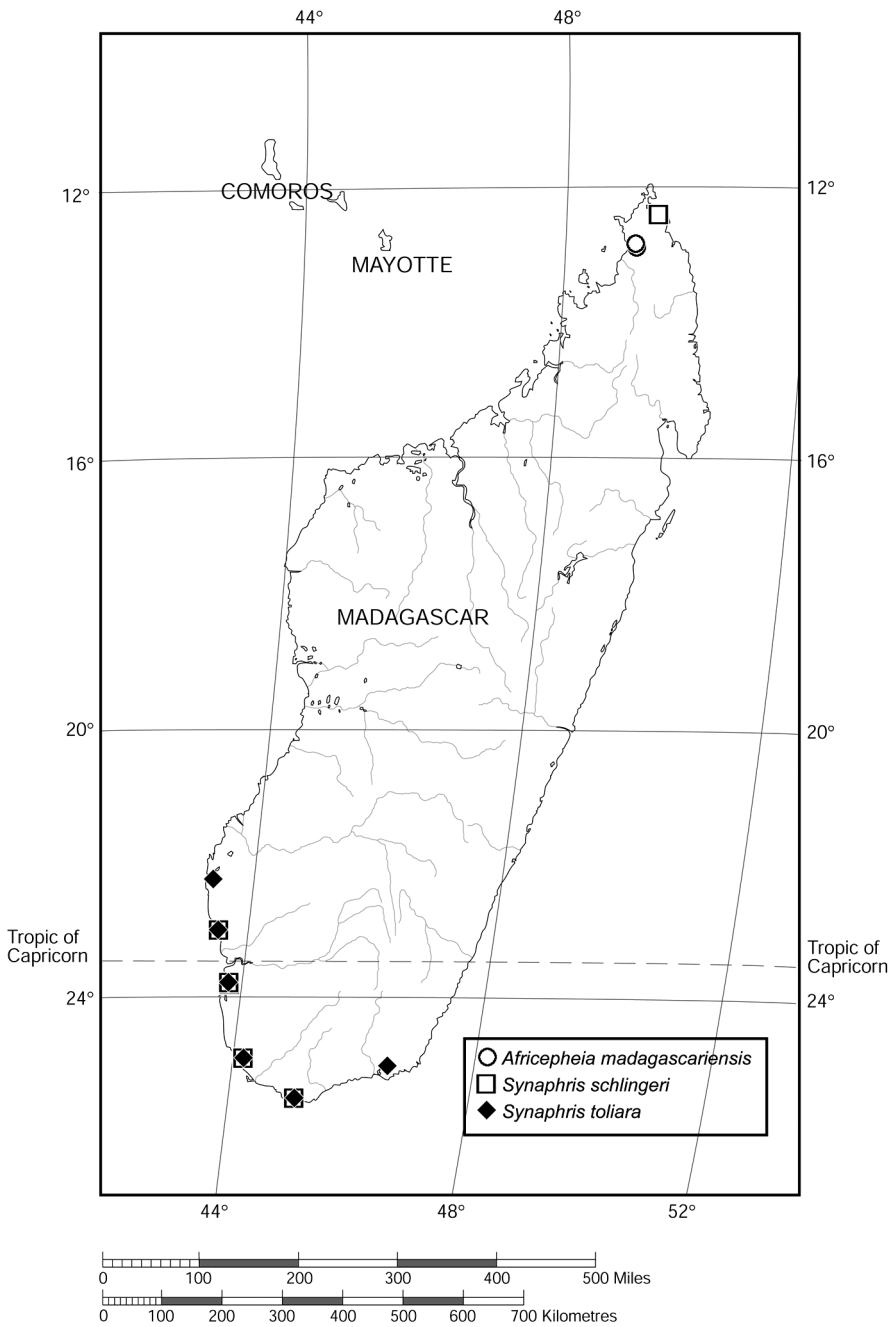 44° 48°
COMOROS
12° 12°
MAYOTTE
16° 16°
MADAGASCAR
20° 20°
Tropic of
Capricorn
Tropic of
Capricorn
24° 24°
Africepheia madagascariensis
Synaphris schlingeri
Synaphris toliara
44° 48° 52°
0 100 200 300 400 500 Miles
0 100 200 300 400 500 600 700 Kilometres